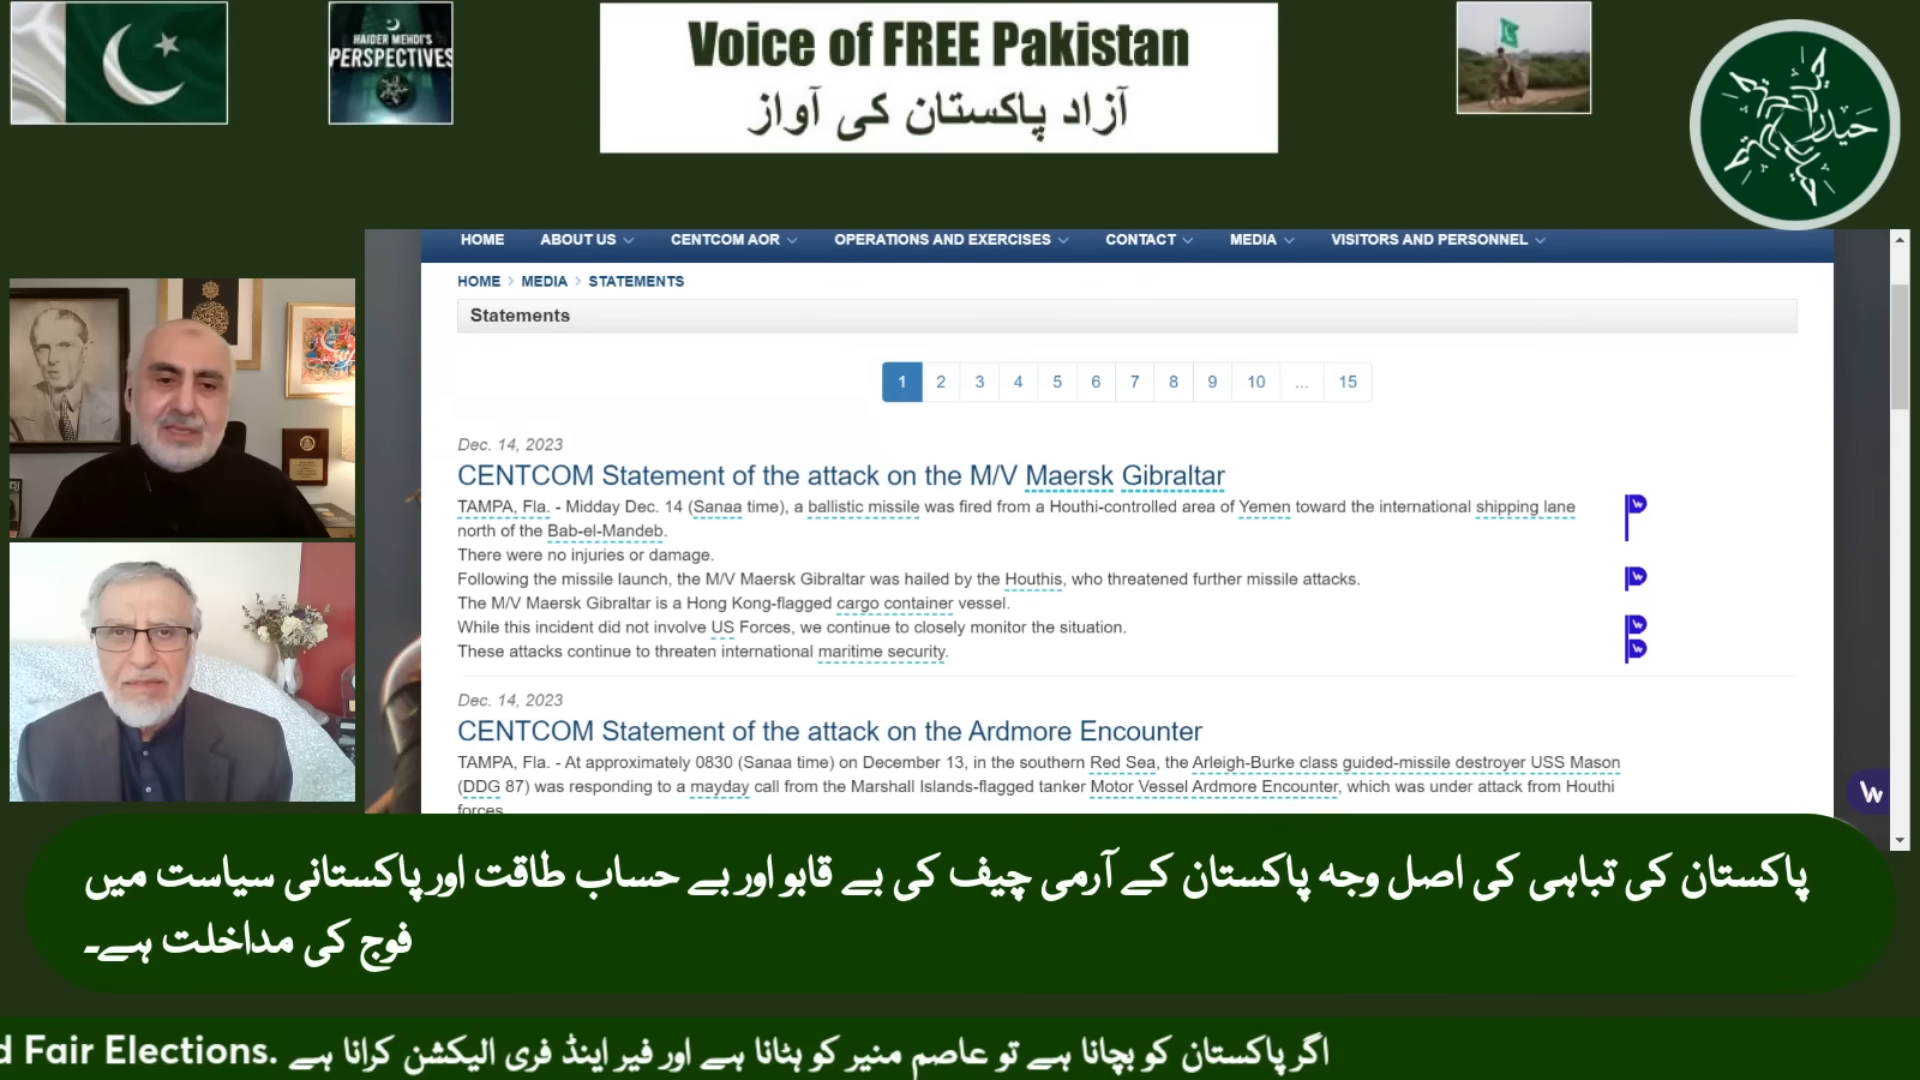 HAIDER MEHDI'S
PERSPECTIVES
Voice of FREE Pakistan
آزاد پاکستان کی آواز
حیدر
HOME ABOUT US CENTCOM AOR OPERATIONS AND EXERCISES CONTACT MEDIA VISITORS AND PERSONNEL
HOME > MEDIA > STATEMENTS
Statements
1 2 3 4 5 6 7 8 9 10 ... 15
Dec. 14, 2023
CENTCOM Statement of the attack on the M/V Maersk Gibraltar
TAMPA, Fla. - Midday Dec. 14 (Sanaa time), a ballistic missile was fired from a Houthi-controlled area of Yemen toward the international shipping lane
north of the Bab-el-Mandeb.
There were no injuries or damage.
Following the missile launch, the M/V Maersk Gibraltar was hailed by the Houthis, who threatened further missile attacks.
The M/V Maersk Gibraltar is a Hong Kong-flagged cargo container vessel.
While this incident did not involve US Forces, we continue to closely monitor the situation.
These attacks continue to threaten international maritime security.
Dec. 14, 2023
CENTCOM Statement of the attack on the Ardmore Encounter
TAMPA, Fla. - At approximately 0830 (Sanaa time) on December 13, in the southern Red Sea, the Arleigh-Burke class guided-missile destroyer USS Mason
(DDG 87) was responding to a mayday call from the Marshall Islands-flagged tanker Motor Vessel Ardmore Encounter, which was under attack from Houthi
forces.
پاکستان کی تباہی کی اصل وجہ پاکستان کے آرمی چیف کی بے قابو اور بے حساب طاقت اور پاکستانی سیاست میں
فوج کی مداخلت ہے۔
d Fair Elections. اگر پاکستان کو بچانا ہے تو عاصم منیر کو ہٹانا ہے اور فیر اینڈ فری الیکشن کرانا ہے